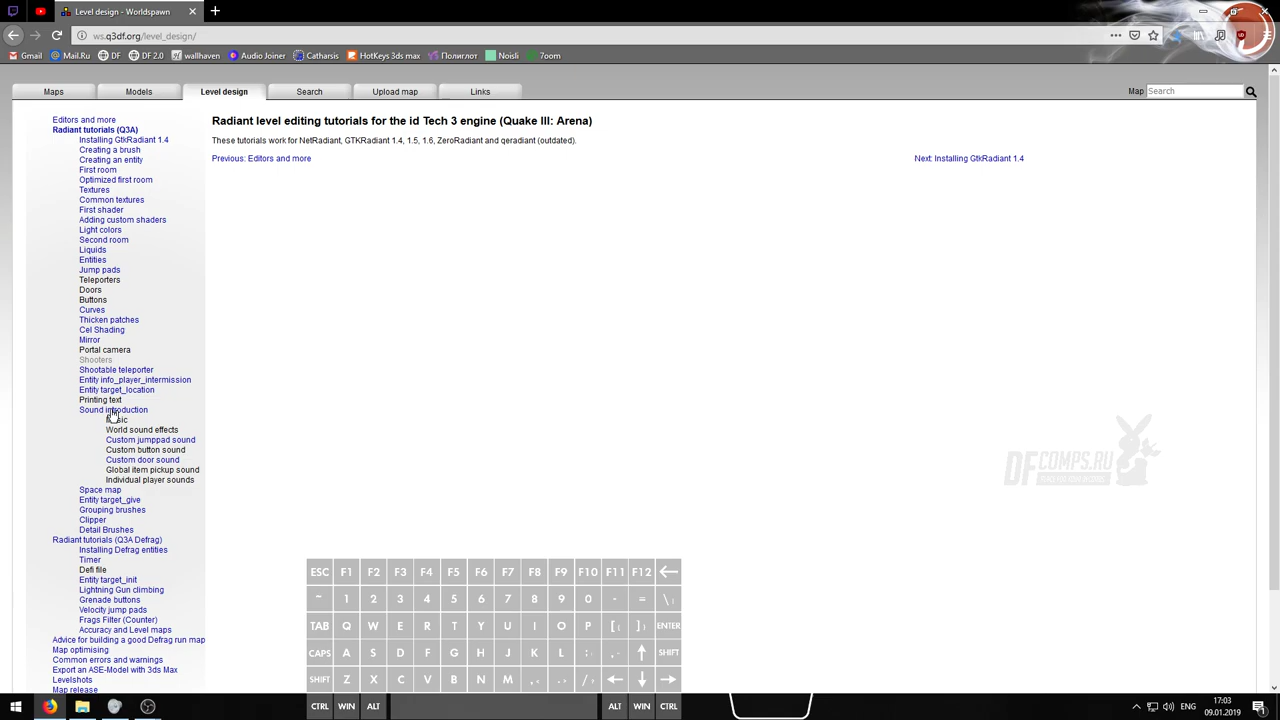 Level design - Worldspawn
ws.q3df.org/level_design/
Gmail
Mail.Ru
DF
DF 2.0
wallhaven
Audio Joiner
Catharsis
HotKeys 3ds max
Полиглот
Noisli
7oom
Maps
Models
Level design
Search
Upload map
Links
Map
Search
Editors and more
Radiant tutorials (Q3A)
Installing GtkRadiant 1.4
Creating a brush
Creating an entity
First room
Optimized first room
Textures
Common textures
First shader
Adding custom shaders
Light colors
Second room
Liquids
Entities
Jump pads
Teleporters
Doors
Buttons
Curves
Thicken patches
Cel Shading
Mirror
Portal camera
Shooters
Shootable teleporter
Entity info_player_intermission
Entity target_location
Printing text
Sound introduction
World sound effects
Custom jumppad sound
Custom button sound
Custom door sound
Global item pickup sound
Individual player sounds
Space map
Entity target_give
Grouping brushes
Clipper
Detail Brushes
Radiant tutorials (Q3A Defrag)
Installing Defrag entities
Timer
Defi file
Entity target_init
Lightning Gun climbing
Grenade buttons
Velocity jump pads
Frags Filter (Counter)
Accuracy and Level maps
Advice for building a good Defrag run map
Map optimising
Common errors and warnings
Export an ASE-Model with 3ds Max
Levelshots
Map release
Radiant level editing tutorials for the id Tech 3 engine (Quake III: Arena)
These tutorials work for NetRadiant, GTKRadiant 1.4, 1.5, 1.6, ZeroRadiant and qeradiant (outdated).
Previous: Editors and more
Next: Installing GtkRadiant 1.4
DFCOMPS.RU
ESC F1 F2 F3 F4 F5 F6 F7 F8 F9 F10 F11 F12 ←
~ 1 2 3 4 5 6 7 8 9 0 - = \|
TAB Q W E R T Y U I O P [{ ]} ENTER
CAPS A S D F G H J K L ;: ,. ↑ SHIFT
SHIFT Z X C V B N M ,< .> /? ← ↓ →
CTRL WIN ALT ALT WIN CTRL
ENG
17:03
09.01.2019